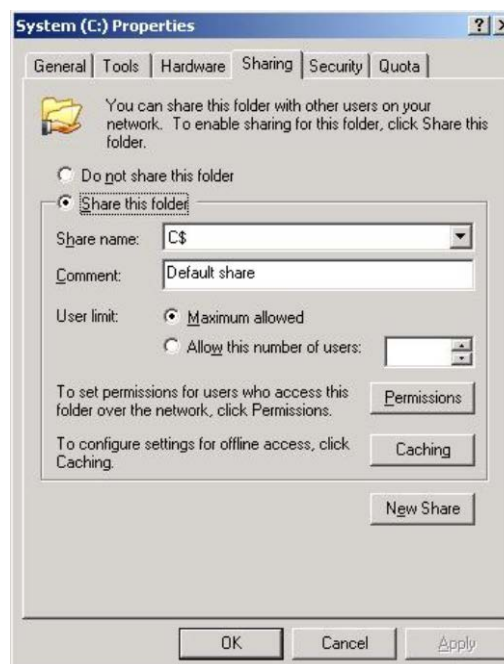 System (C:) Properties
General Tools Hardware Sharing Security Quota
You can share this folder with other users on your
network. To enable sharing for this folder, click Share this
folder.
Do not share this folder
Share this folder
Share name: C$
Comment: Default share
User limit: Maximum allowed
Allow this number of users:
To set permissions for users who access this
folder over the network, click Permissions.
Permissions
To configure settings for offline access, click
Caching.
Caching
New Share
OK Cancel Apply